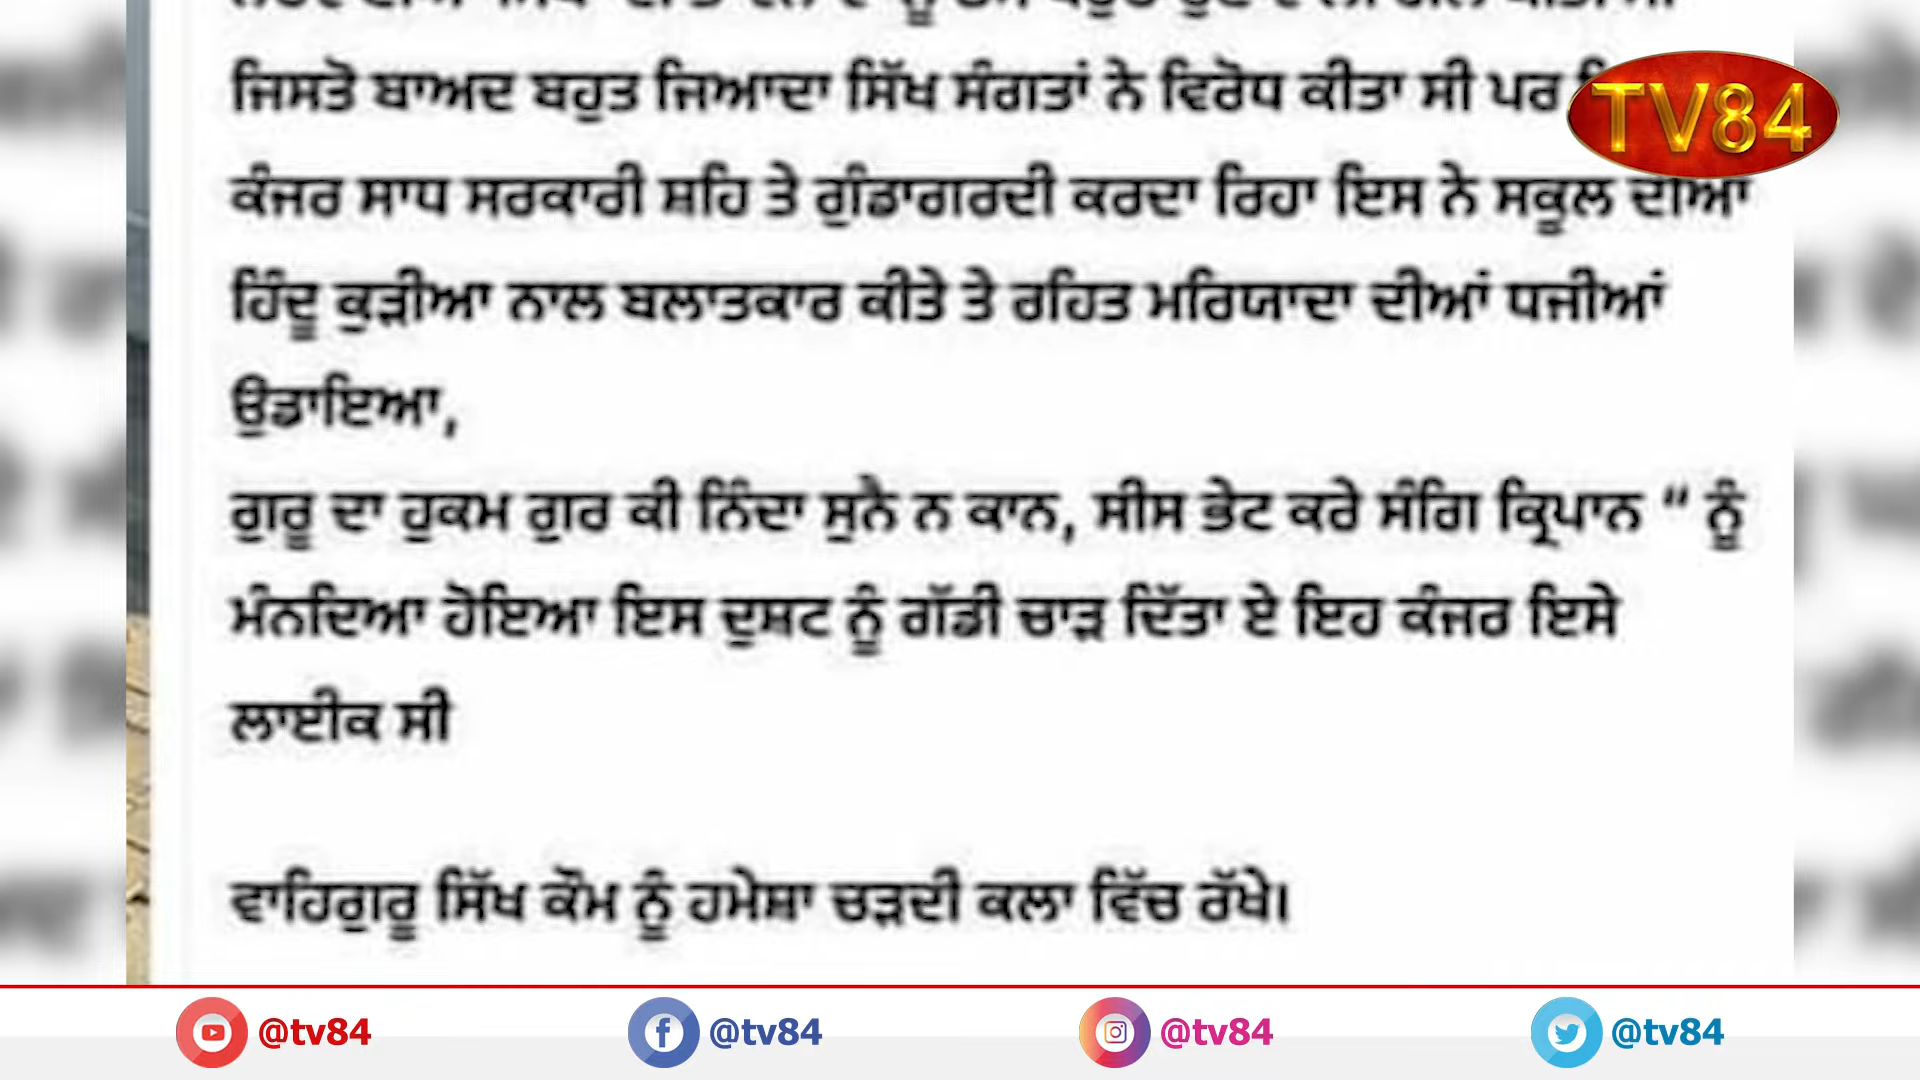 ਜਿਸਤੋ ਬਾਅਦ ਬਹੁਤ ਜਿਆਦਾ ਸਿੱਖ ਸੰਗਤਾਂ ਨੇ ਵਿਰੋਧ ਕੀਤਾ ਸੀ ਪਰ
TV84
ਕੰਜਰ ਸਾਧ ਸਰਕਾਰੀ ਸ਼ਹਿ ਤੇ ਗੁੰਡਾਗਰਦੀ ਕਰਦਾ ਰਿਹਾ ਇਸ ਨੇ ਸਕੂਲ ਦੀਆਂ
ਹਿੰਦੂ ਕੁੜੀਆ ਨਾਲ ਬਲਾਤਕਾਰ ਕੀਤੇ ਤੇ ਰਹਿਤ ਮਰਿਯਾਦਾ ਦੀਆਂ ਧਜੀਆਂ
ਉਡਾਇਆ,
ਗੁਰੂ ਦਾ ਹੁਕਮ ਗੁਰ ਕੀ ਨਿੰਦਾ ਸੁਨੈ ਨ ਕਾਨ, ਸੀਸ ਭੇਟ ਕਰੇ ਸੰਗਿ ਕ੍ਰਿਪਾਨ “ ਨੂੰ
ਮੰਨਦਿਆ ਹੋਇਆ ਇਸ ਦੁਸ਼ਟ ਨੂੰ ਗੱਡੀ ਚਾੜ ਦਿੱਤਾ ਏ ਇਹ ਕੰਜਰ ਇਸੇ
ਲਾਈਕ ਸੀ
ਵਾਹਿਗੁਰੂ ਸਿੱਖ ਕੌਮ ਨੂੰ ਹਮੇਸ਼ਾ ਚੜਦੀ ਕਲਾ ਵਿੱਚ ਰੱਖੇ।
@tv84 @tv84 @tv84 @tv84